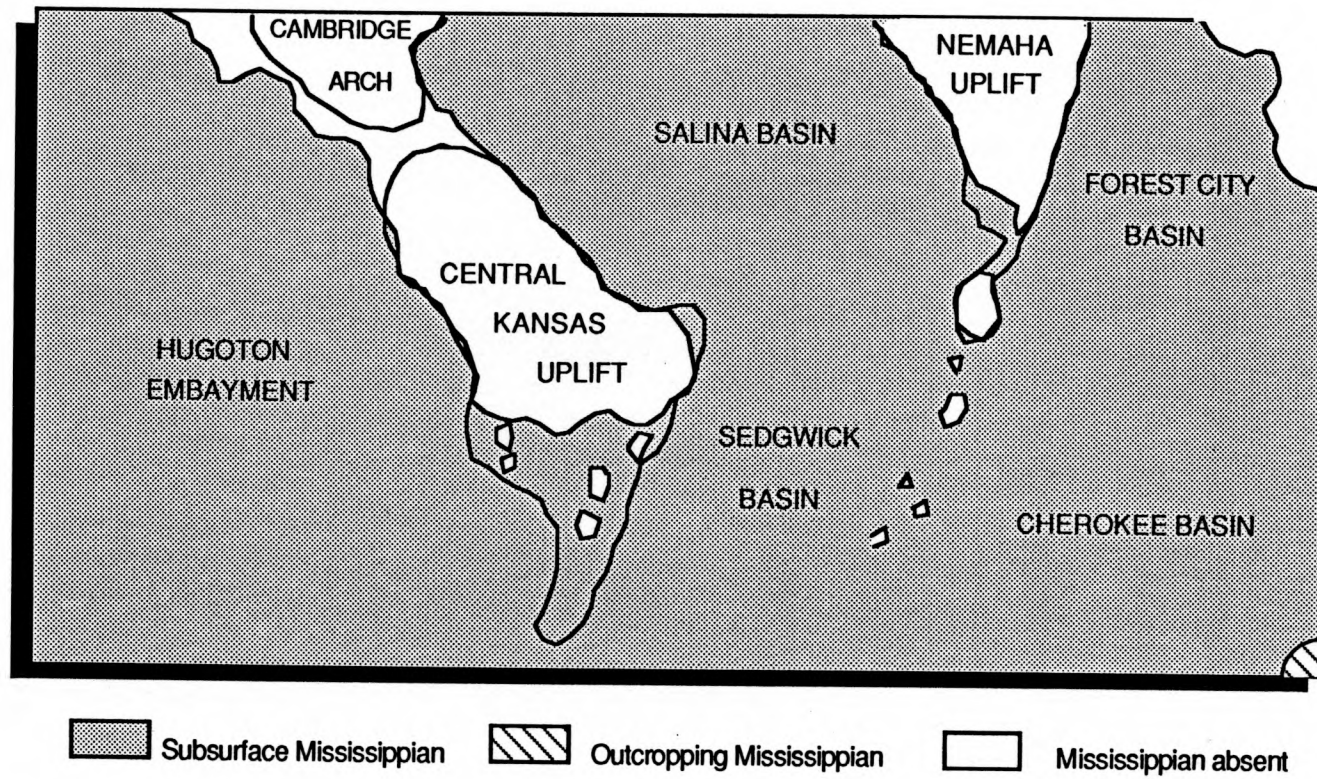 CAMBRIDGE
ARCH
NEMAHA
UPLIFT
SALINA BASIN
FOREST CITY
BASIN
CENTRAL
KANSAS
UPLIFT
HUGOTON
EMBAYMENT
SEDGWICK
BASIN
CHEROKEE BASIN
Subsurface Mississippian
Outcropping Mississippian
Mississippian absent